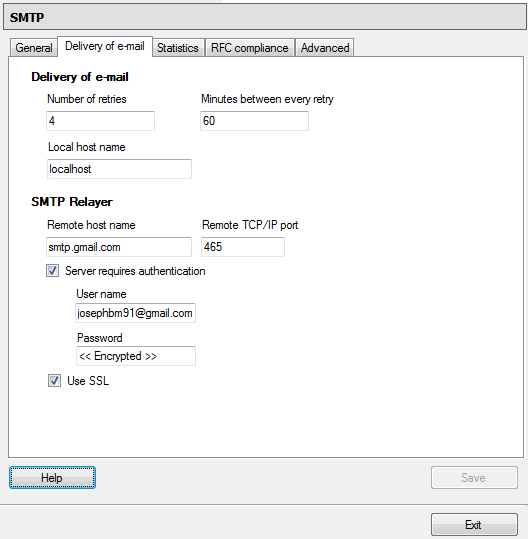 SMTP
General Delivery of e-mail Statistics RFC compliance Advanced
Delivery of e-mail
Number of retries Minutes between every retry
4 60
Local host name
localhost
SMTP Relayer
Remote host name Remote TCP/IP port
smtp.gmail.com 465
Server requires authentication
User name
josephbm91@gmail.com
Password
<< Encrypted >>
Use SSL
Help Save
Exit